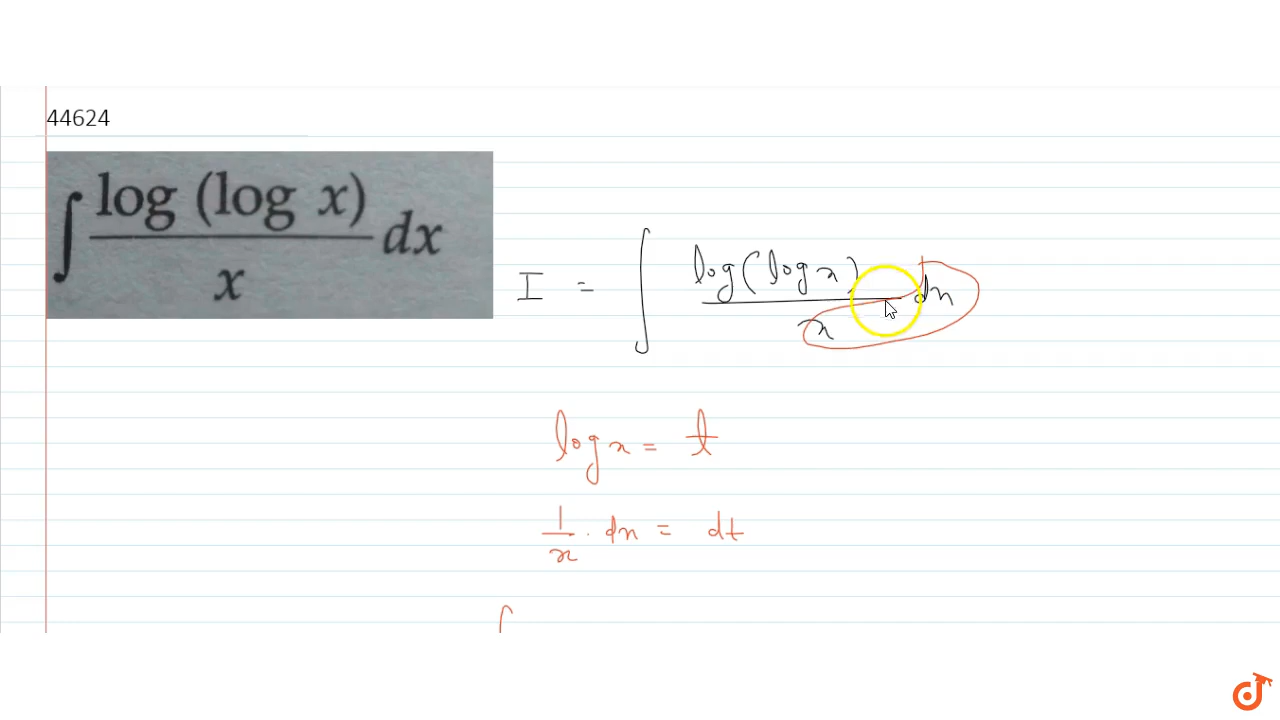 44624
∫ log (log x) / x dx
I = ∫ log(log x) / x dx
log x = t
1/x . dx = dt
∫